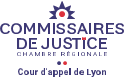 COMMISSAIRES
DE JUSTICE
CHAMBRE RÉGIONALE
Cour d'appel de Lyon